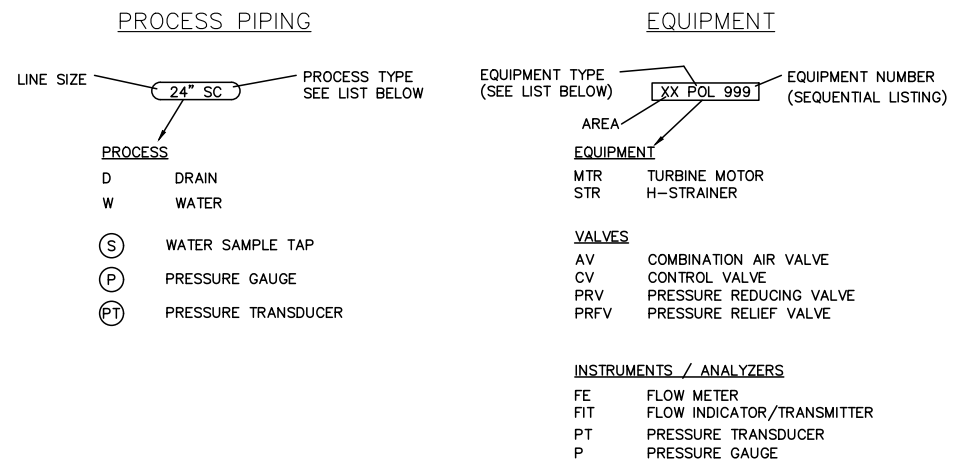 PROCESS PIPING
LINE SIZE
24" SC
PROCESS TYPE
SEE LIST BELOW
PROCESS
D DRAIN
W WATER
S WATER SAMPLE TAP
P PRESSURE GAUGE
PT PRESSURE TRANSDUCER
EQUIPMENT
EQUIPMENT TYPE
(SEE LIST BELOW)
XX POL 999
EQUIPMENT NUMBER
(SEQUENTIAL LISTING)
AREA
EQUIPMENT
MTR TURBINE MOTOR
STR H-STRAINER
VALVES
AV COMBINATION AIR VALVE
CV CONTROL VALVE
PRV PRESSURE REDUCING VALVE
PRFV PRESSURE RELIEF VALVE
INSTRUMENTS / ANALYZERS
FE FLOW METER
FIT FLOW INDICATOR/TRANSMITTER
PT PRESSURE TRANSDUCER
P PRESSURE GAUGE